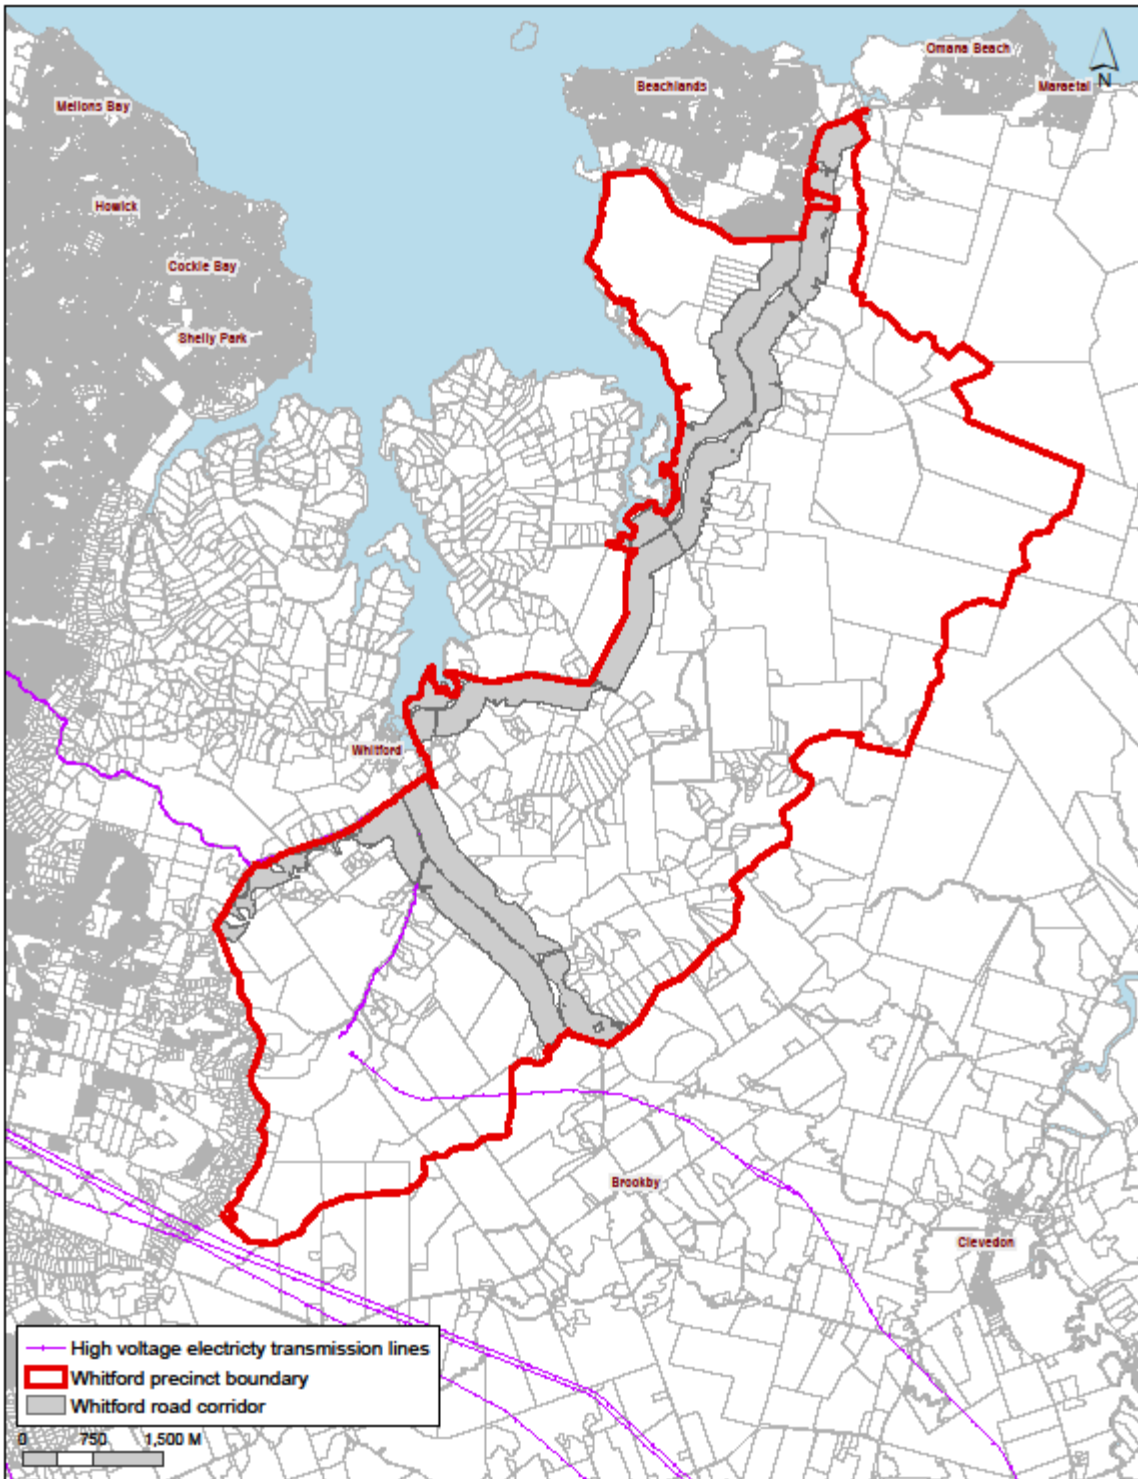 Omana Beach
Beachlands
Maraetai
N
Mellons Bay
Howick
Cockle Bay
Shelly Park
Whitford
Brookby
Clevedon
High voltage electricty transmission lines
Whitford precinct boundary
Whitford road corridor
0 750 1,500 M